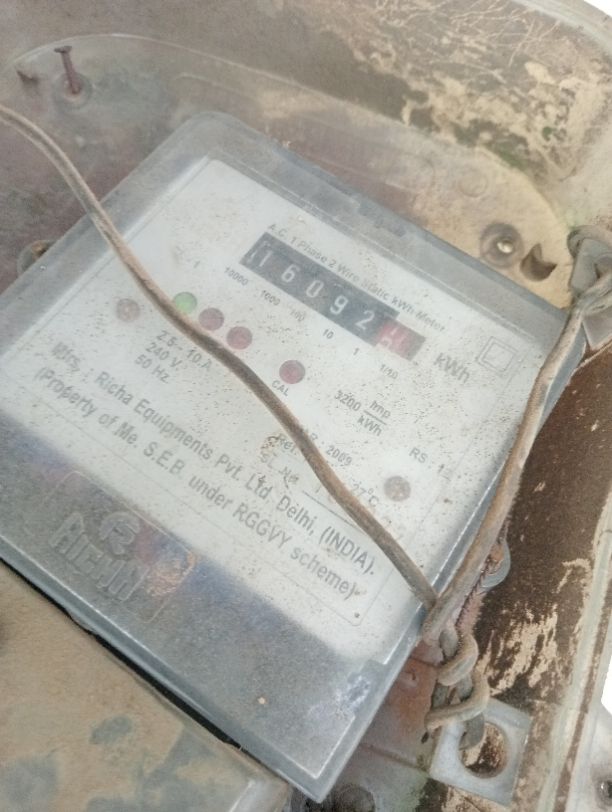 A.C. 1 Phase 2 Wire Static kWh Meter
16092
kWh
10000 1000 100 10 1 1/10
2.5 - 10 A
240 V.
50 Hz
CAL
3200 imp
kWh
2009
Ref. 27°C
RS
Mfrs : Richa Equipments Pvt. Ltd. Delhi, (INDIA).
(Property of Me. S.E.B. under RGGVY scheme)